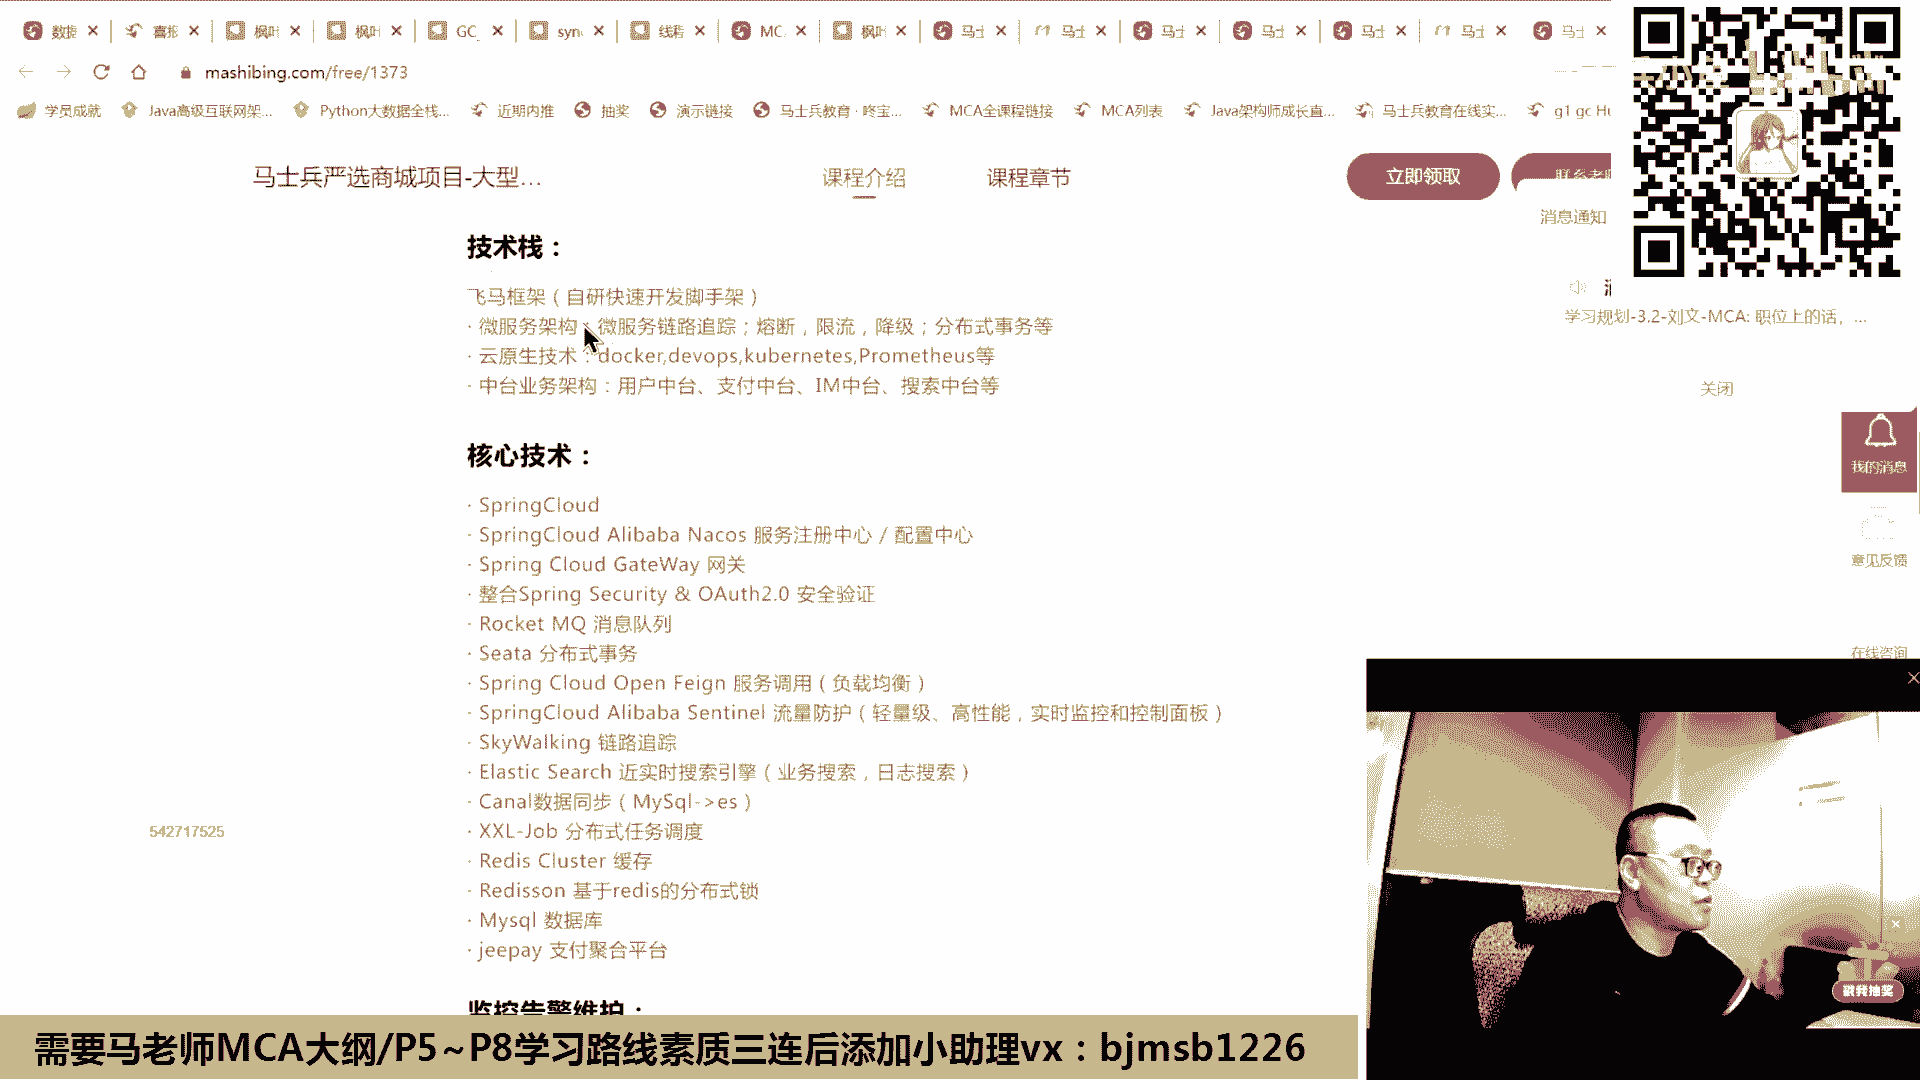 数据
喜报
枫叶
枫叶
GC_
syn
线程
MC.
枫叶
马士
马士
马士
马士
马士
马士
马士
mashibing.com/free/1373
学员成就
Java高级互联网架...
Python大数据全栈...
近期内推
抽奖
演示链接
马士兵教育 · 咚宝...
MCA全课程链接
MCA列表
Java架构师成长直...
马士兵教育在线实...
g1 gc Hu
马士兵严选商城项目-大型...
课程介绍
课程章节
立即领取
消息通知
技术栈：
飞马框架（自研快速开发脚手架）
· 微服务架构：微服务链路追踪；熔断，限流，降级；分布式事务等
· 云原生技术：docker,devops,kubernetes,Prometheus等
· 中台业务架构：用户中台、支付中台、IM中台、搜索中台等
学习规划-3.2-刘文-MCA: 职位上的话，...
关闭
我的消息
意见反馈
在线咨询
核心技术：
· SpringCloud
· SpringCloud Alibaba Nacos 服务注册中心 / 配置中心
· Spring Cloud GateWay 网关
· 整合Spring Security & OAuth2.0 安全验证
· Rocket MQ 消息队列
· Seata 分布式事务
· Spring Cloud Open Feign 服务调用（负载均衡）
· SpringCloud Alibaba Sentinel 流量防护（轻量级、高性能，实时监控和控制面板）
· SkyWalking 链路追踪
· Elastic Search 近实时搜索引擎（业务搜索，日志搜索）
· Canal数据同步（MySql->es）
· XXL-Job 分布式任务调度
· Redis Cluster 缓存
· Redisson 基于redis的分布式锁
· Mysql 数据库
· jeepay 支付聚合平台
542717525
监控告警维护：
戳我抽奖
需要马老师MCA大纲/P5~P8学习路线素质三连后添加小助理vx：bjmsb1226